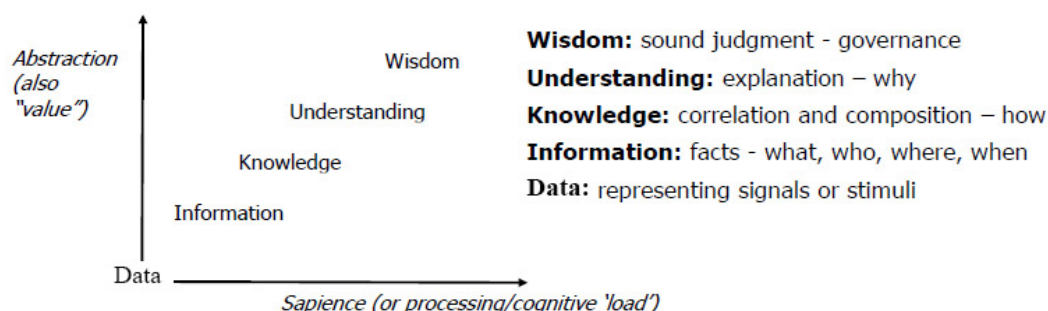 Abstraction
(also
"value")
Wisdom
Understanding
Knowledge
Information
Data
Sapience (or processing/cognitive 'load')
Wisdom: sound judgment - governance
Understanding: explanation – why
Knowledge: correlation and composition – how
Information: facts - what, who, where, when
Data: representing signals or stimuli